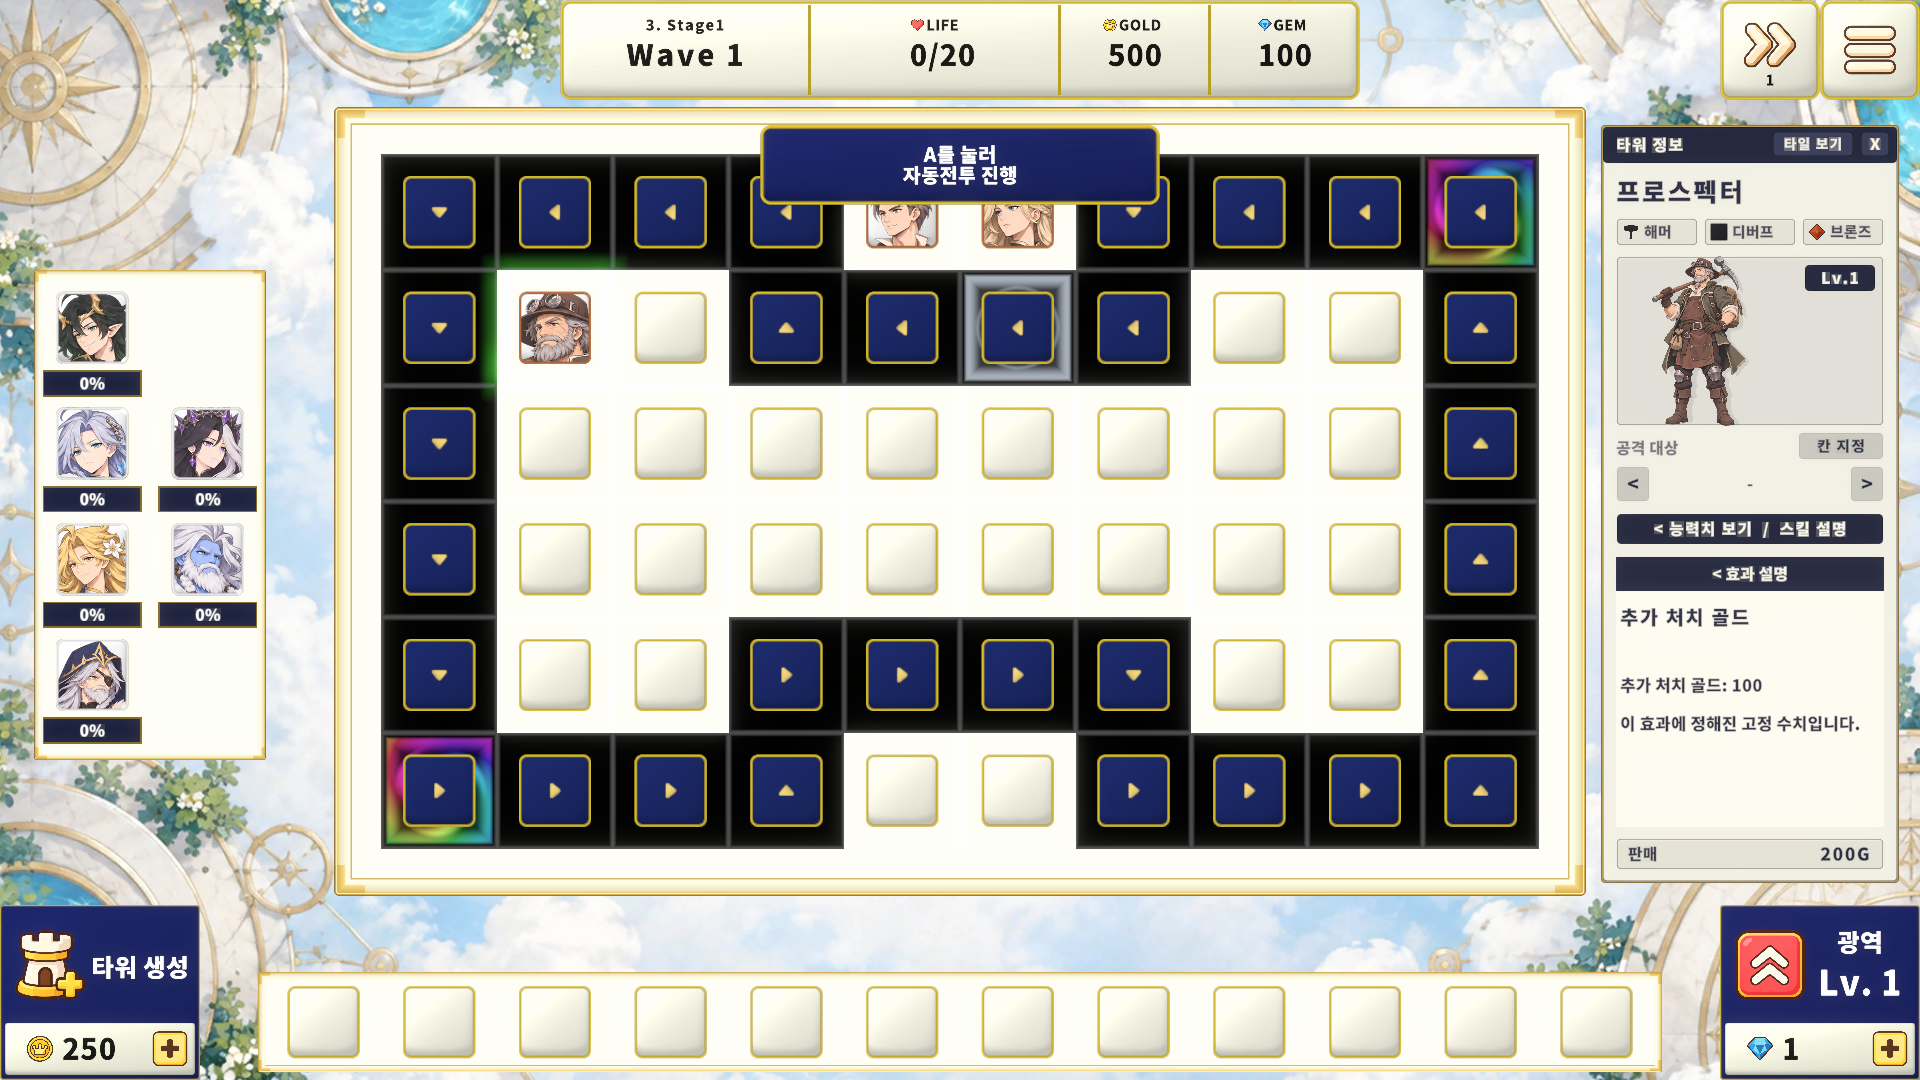 3. Stage1
Wave 1
LIFE
0/20
GOLD
500
GEM
100
1
A를 눌러
자동전투 진행
0%
0%
0%
0%
0%
0%
타워 정보
타일 보기
X
프로스펙터
해머
디버프
브론즈
Lv.1
공격 대상
칸 지정
<
-
>
< 능력치 보기 / 스킬 설명
< 효과 설명
추가 처치 골드
추가 처치 골드: 100
이 효과에 정해진 고정 수치입니다.
판매
200G
타워 생성
250
광역
Lv. 1
1